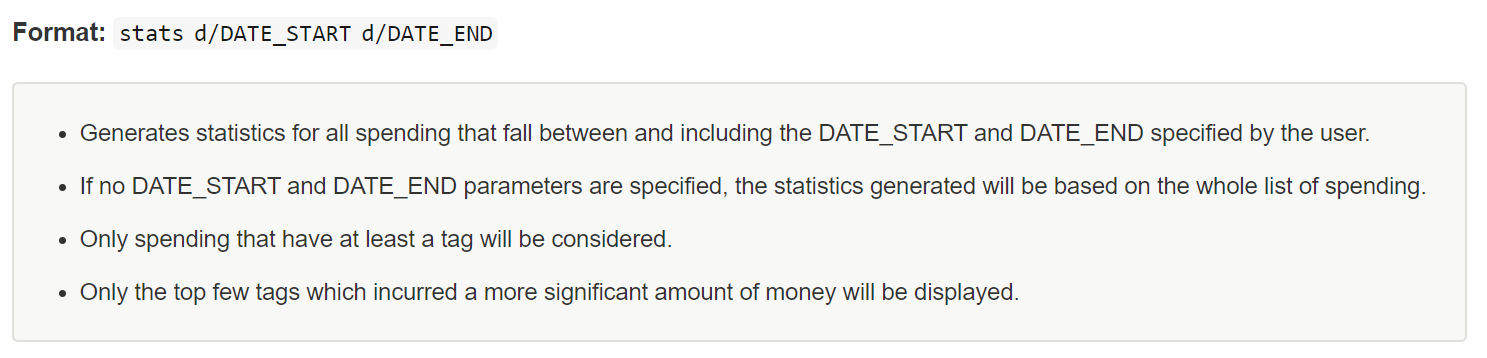 Format: stats d/DATE_START d/DATE_END
• Generates statistics for all spending that fall between and including the DATE_START and DATE_END specified by the user.
• If no DATE_START and DATE_END parameters are specified, the statistics generated will be based on the whole list of spending.
• Only spending that have at least a tag will be considered.
• Only the top few tags which incurred a more significant amount of money will be displayed.